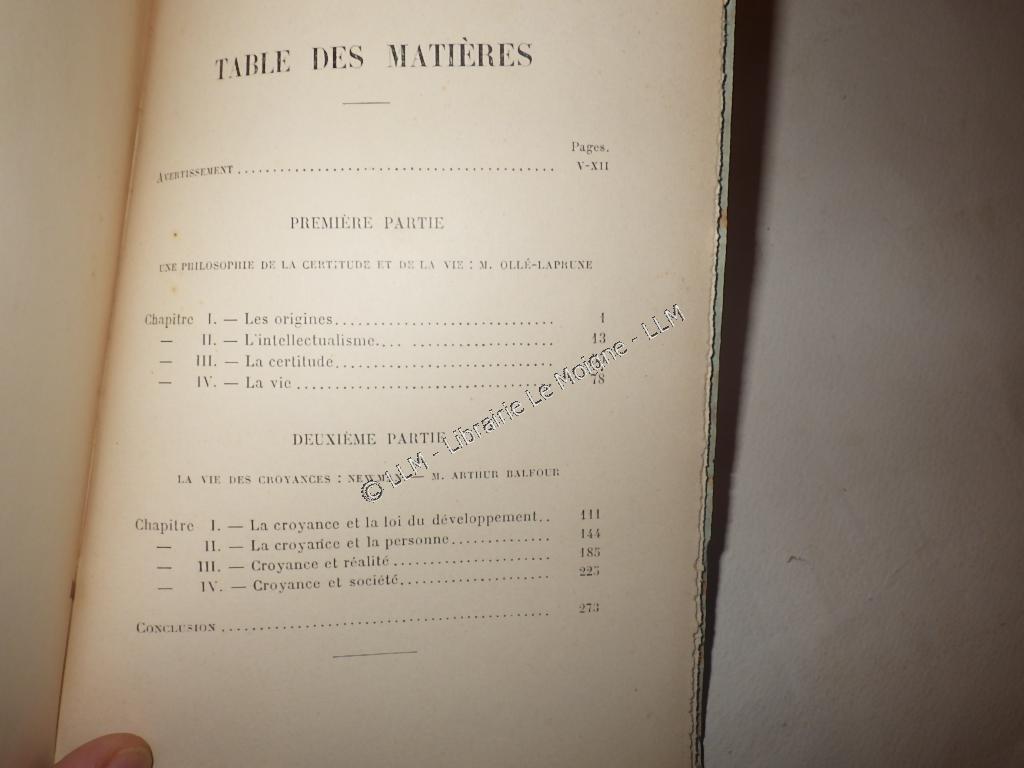 TABLE DES MATIÈRES
Pages.
AVERTISSEMENT ........................................ V-XII
PREMIÈRE PARTIE
UNE PHILOSOPHIE DE LA CERTITUDE ET DE LA VIE : M. OLLÉ-LAPRUNE
Chapitre I. — Les origines............................ 1
— II. — L'intellectualisme.... .................. 13
— III. — La certitude............................
— IV. — La vie ................................. 78
DEUXIÈME PARTIE
LA VIE DES CROYANCES : — M. ARTHUR BALFOUR
Chapitre I. — La croyance et la loi du développement.. 111
— II. — La croyance et la personne............. 144
— III. — Croyance et réalité .................... 185
— IV. — Croyance et société................... 225
CONCLUSION .......................................... 273
© LLM - Librairie Le Moigne - LLM